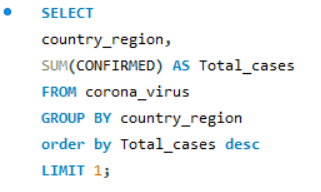 SELECT
country_region,
SUM(CONFIRMED) AS Total_cases
FROM corona_virus
GROUP BY country_region
order by Total_cases desc
LIMIT 1;